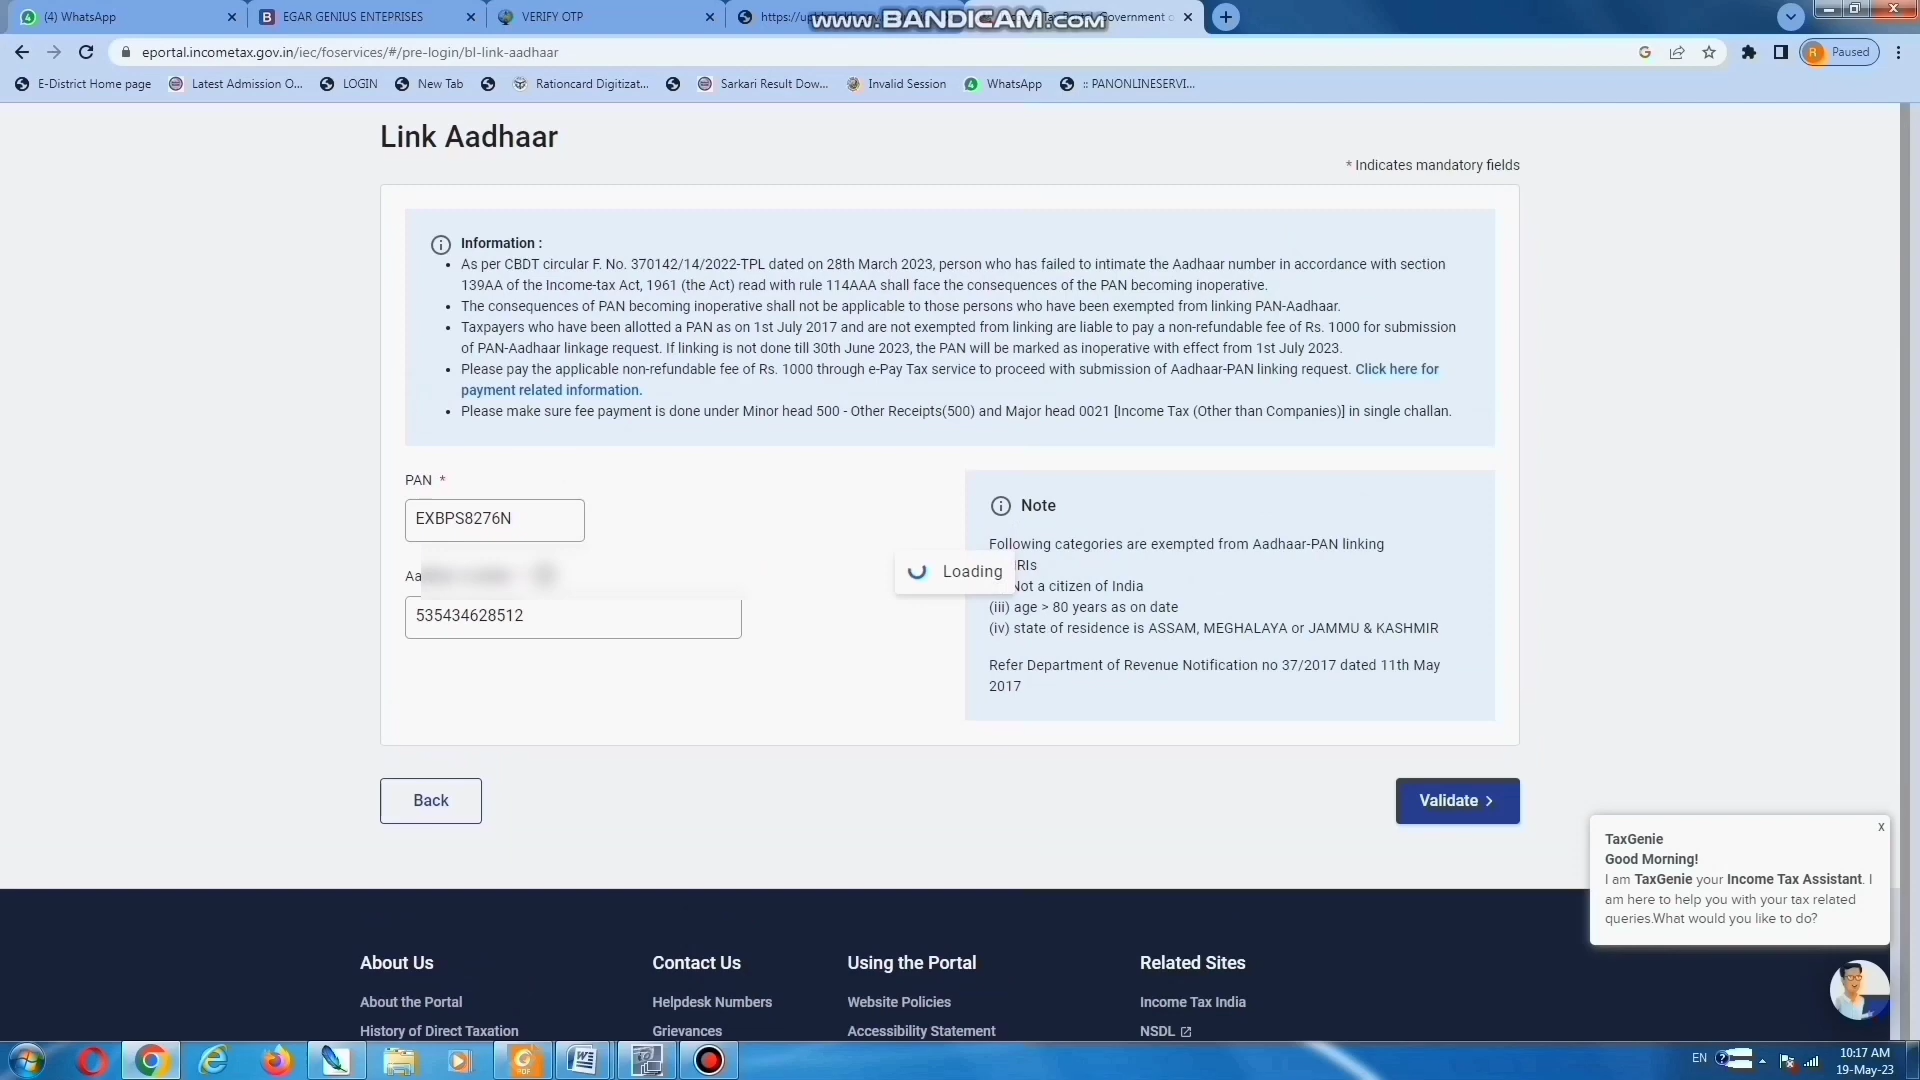 (4) WhatsApp
EGAR GENIUS ENTEPRISES
VERIFY OTP
www.BANDICAM.com
eportal.incometax.gov.in/iec/foservices/#/pre-login/bl-link-aadhaar
Paused
E-District Home page
Latest Admission O...
LOGIN
New Tab
Rationcard Digitizat...
Sarkari Result Dow...
Invalid Session
WhatsApp
:: PANONLINESERVI...
Link Aadhaar
* Indicates mandatory fields
Information :
• As per CBDT circular F. No. 370142/14/2022-TPL dated on 28th March 2023, person who has failed to intimate the Aadhaar number in accordance with section
139AA of the Income-tax Act, 1961 (the Act) read with rule 114AAA shall face the consequences of the PAN becoming inoperative.
• The consequences of PAN becoming inoperative shall not be applicable to those persons who have been exempted from linking PAN-Aadhaar.
• Taxpayers who have been allotted a PAN as on 1st July 2017 and are not exempted from linking are liable to pay a non-refundable fee of Rs. 1000 for submission
of PAN-Aadhaar linkage request. If linking is not done till 30th June 2023, the PAN will be marked as inoperative with effect from 1st July 2023.
• Please pay the applicable non-refundable fee of Rs. 1000 through e-Pay Tax service to proceed with submission of Aadhaar-PAN linking request. Click here for
payment related information.
• Please make sure fee payment is done under Minor head 500 - Other Receipts(500) and Major head 0021 [Income Tax (Other than Companies)] in single challan.
PAN *
EXBPS8276N
535434628512
Loading
Note
Following categories are exempted from Aadhaar-PAN linking
Not a citizen of India
(iii) age > 80 years as on date
(iv) state of residence is ASSAM, MEGHALAYA or JAMMU & KASHMIR
Refer Department of Revenue Notification no 37/2017 dated 11th May
2017
Back
Validate >
x
TaxGenie
Good Morning!
I am TaxGenie your Income Tax Assistant. I
am here to help you with your tax related
queries.What would you like to do?
About Us
Contact Us
Using the Portal
Related Sites
About the Portal
Helpdesk Numbers
Website Policies
Income Tax India
History of Direct Taxation
Grievances
Accessibility Statement
NSDL
EN
10:17 AM
19-May-23